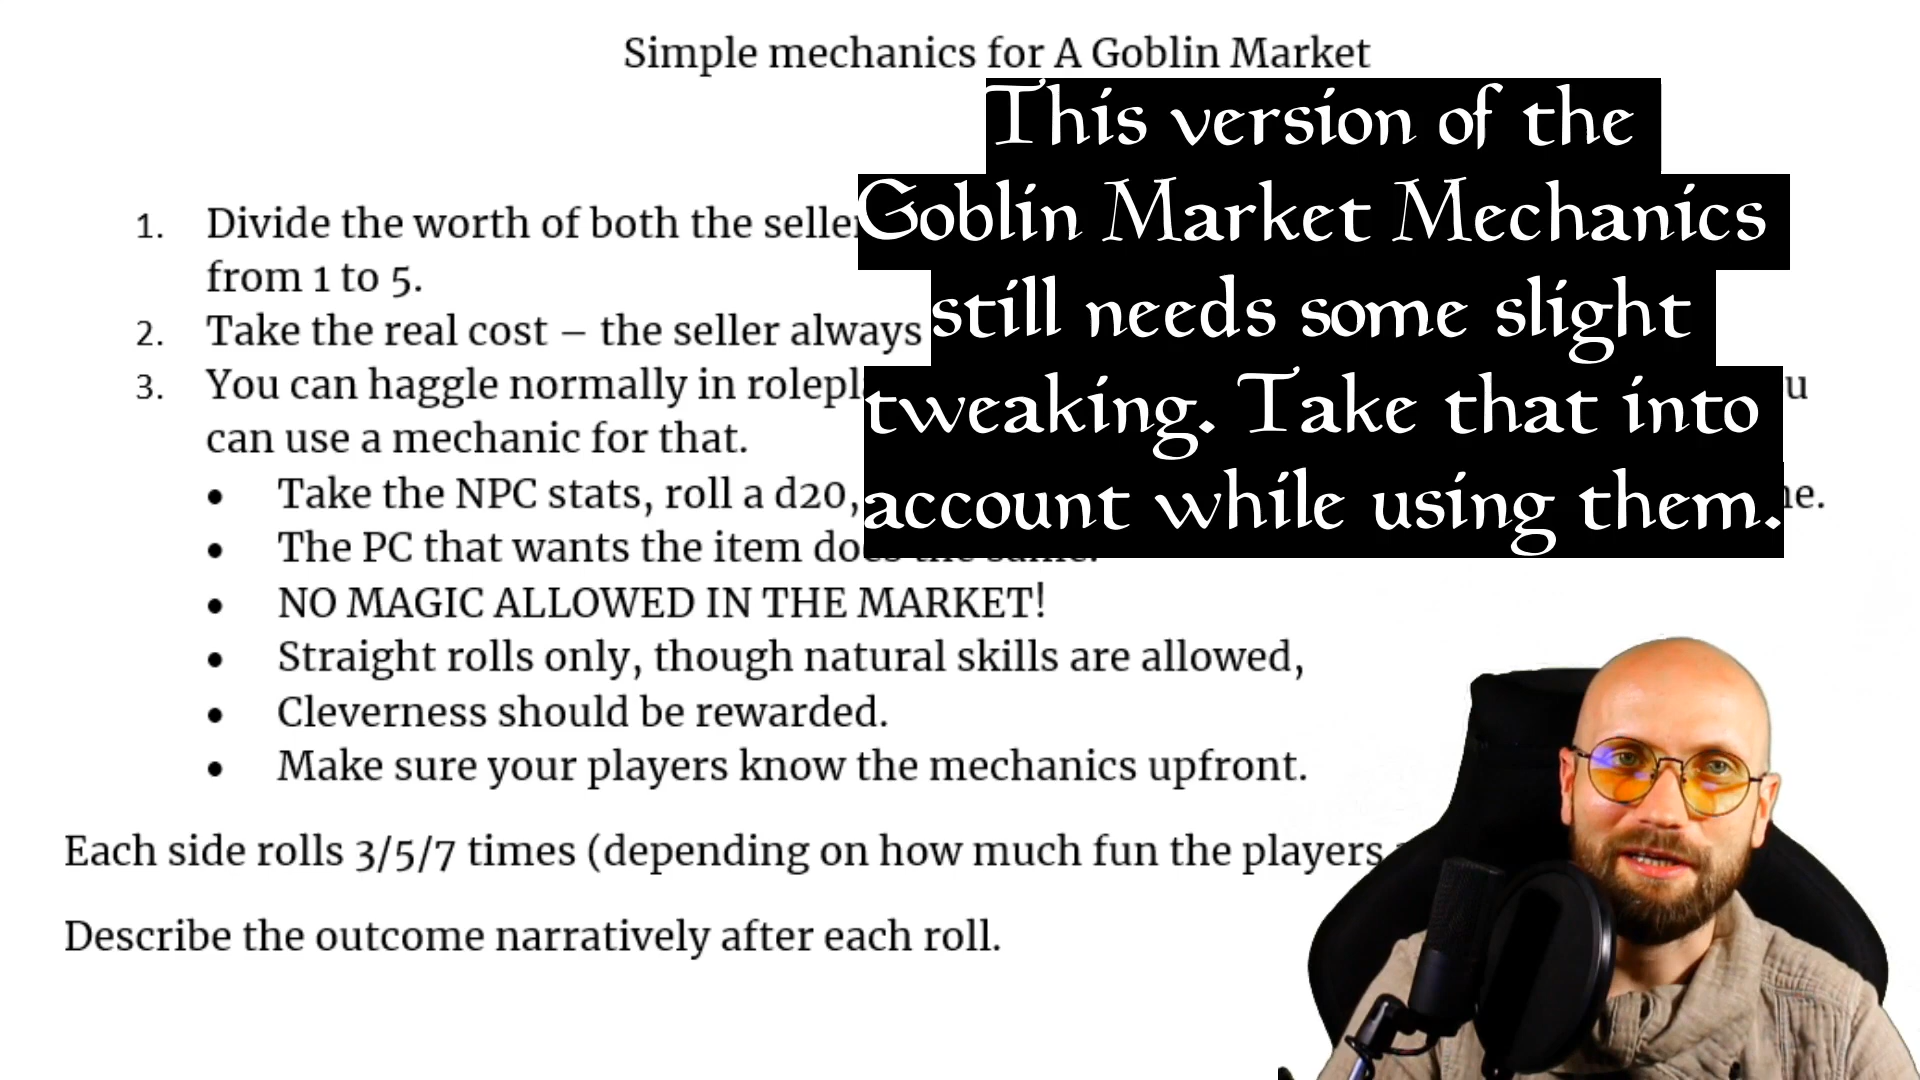 Simple mechanics for A Goblin Market
This version of the
Goblin Market Mechanics
still needs some slight
tweaking. Take that into
account while using them.
1. Divide the worth of both the seller
from 1 to 5.
2. Take the real cost – the seller always
3. You can haggle normally in
can use a mechanic for that.
• Take the NPC stats, roll a d20,
• The PC that wants the item does the same.
• NO MAGIC ALLOWED IN THE MARKET!
• Straight rolls only, though natural skills are allowed,
• Cleverness should be rewarded.
• Make sure your players know the mechanics upfront.
Each side rolls 3/5/7 times (depending on how much fun the players
Describe the outcome narratively after each roll.